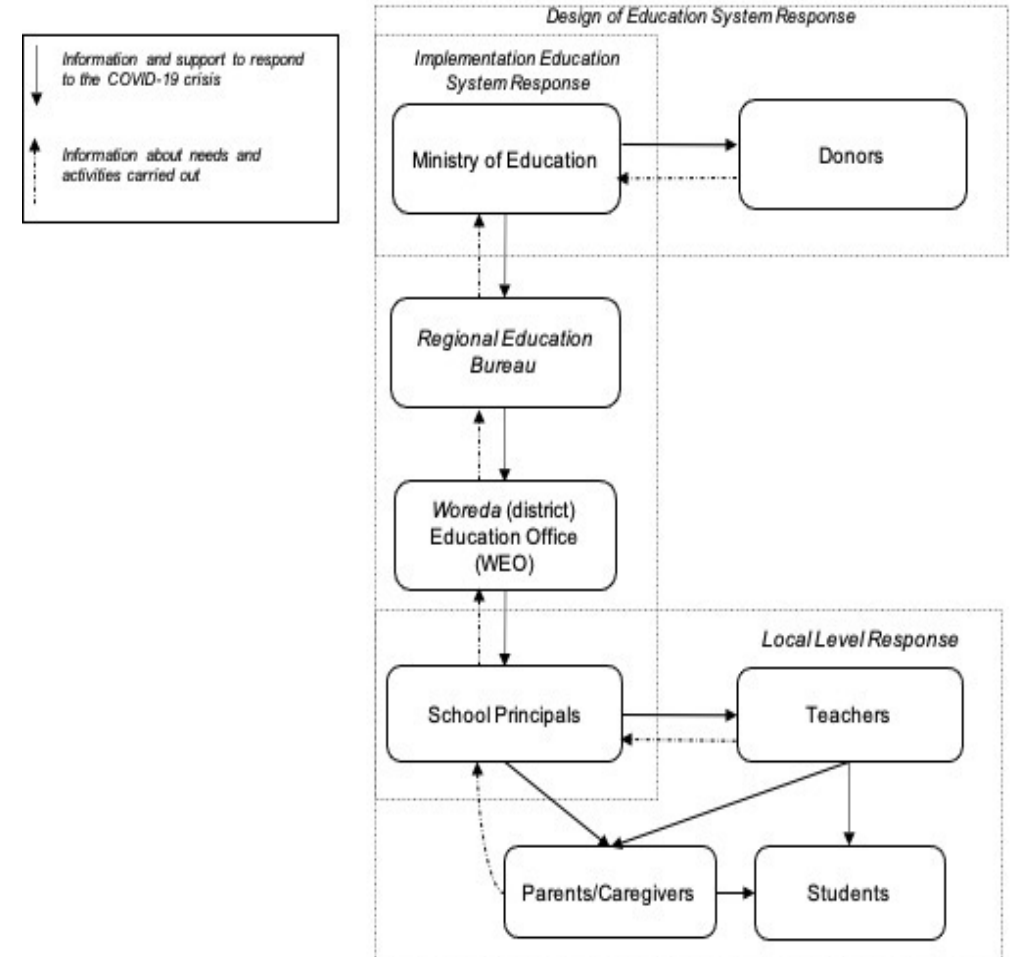 Design of Education System Response
Information and support to respond
to the COVID-19 crisis
Information about needs and
activities carried out
Implementation Education
System Response
Ministry of Education
Donors
Regional Education
Bureau
Woreda (district)
Education Office
(WEO)
Local Level Response
School Principals
Teachers
Parents/Caregivers
Students